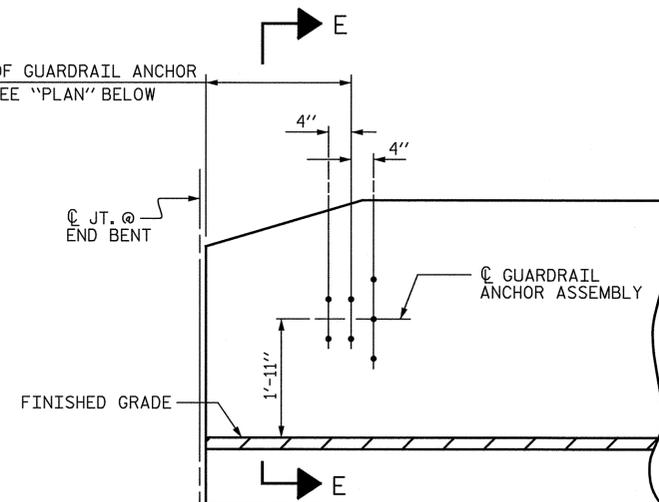 E
OF GUARDRAIL ANCHOR
EE "PLAN" BELOW
4"
4"
℄ JT. @
END BENT
℄ GUARDRAIL
ANCHOR ASSEMBLY
1'-11"
FINISHED GRADE
E